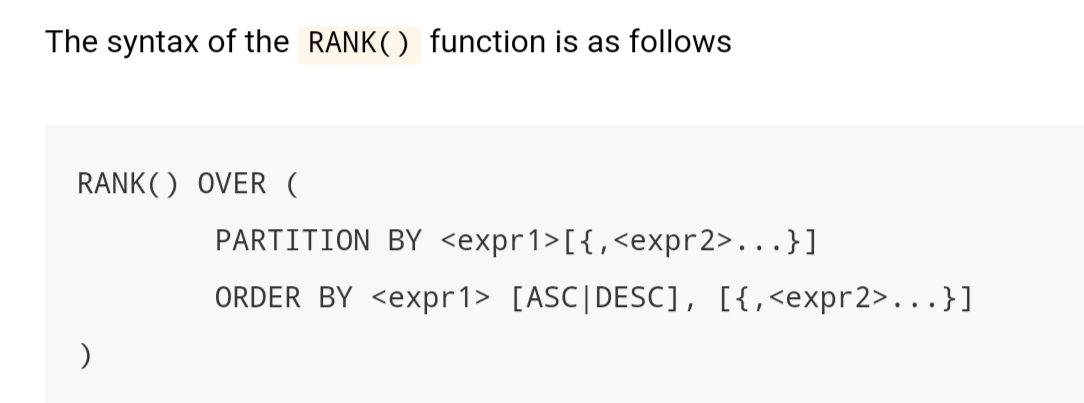 The syntax of the RANK() function is as follows
RANK() OVER (
PARTITION BY <expr1>[{,<expr2>...}]
ORDER BY <expr1> [ASC|DESC], [{,<expr2>...}]
)